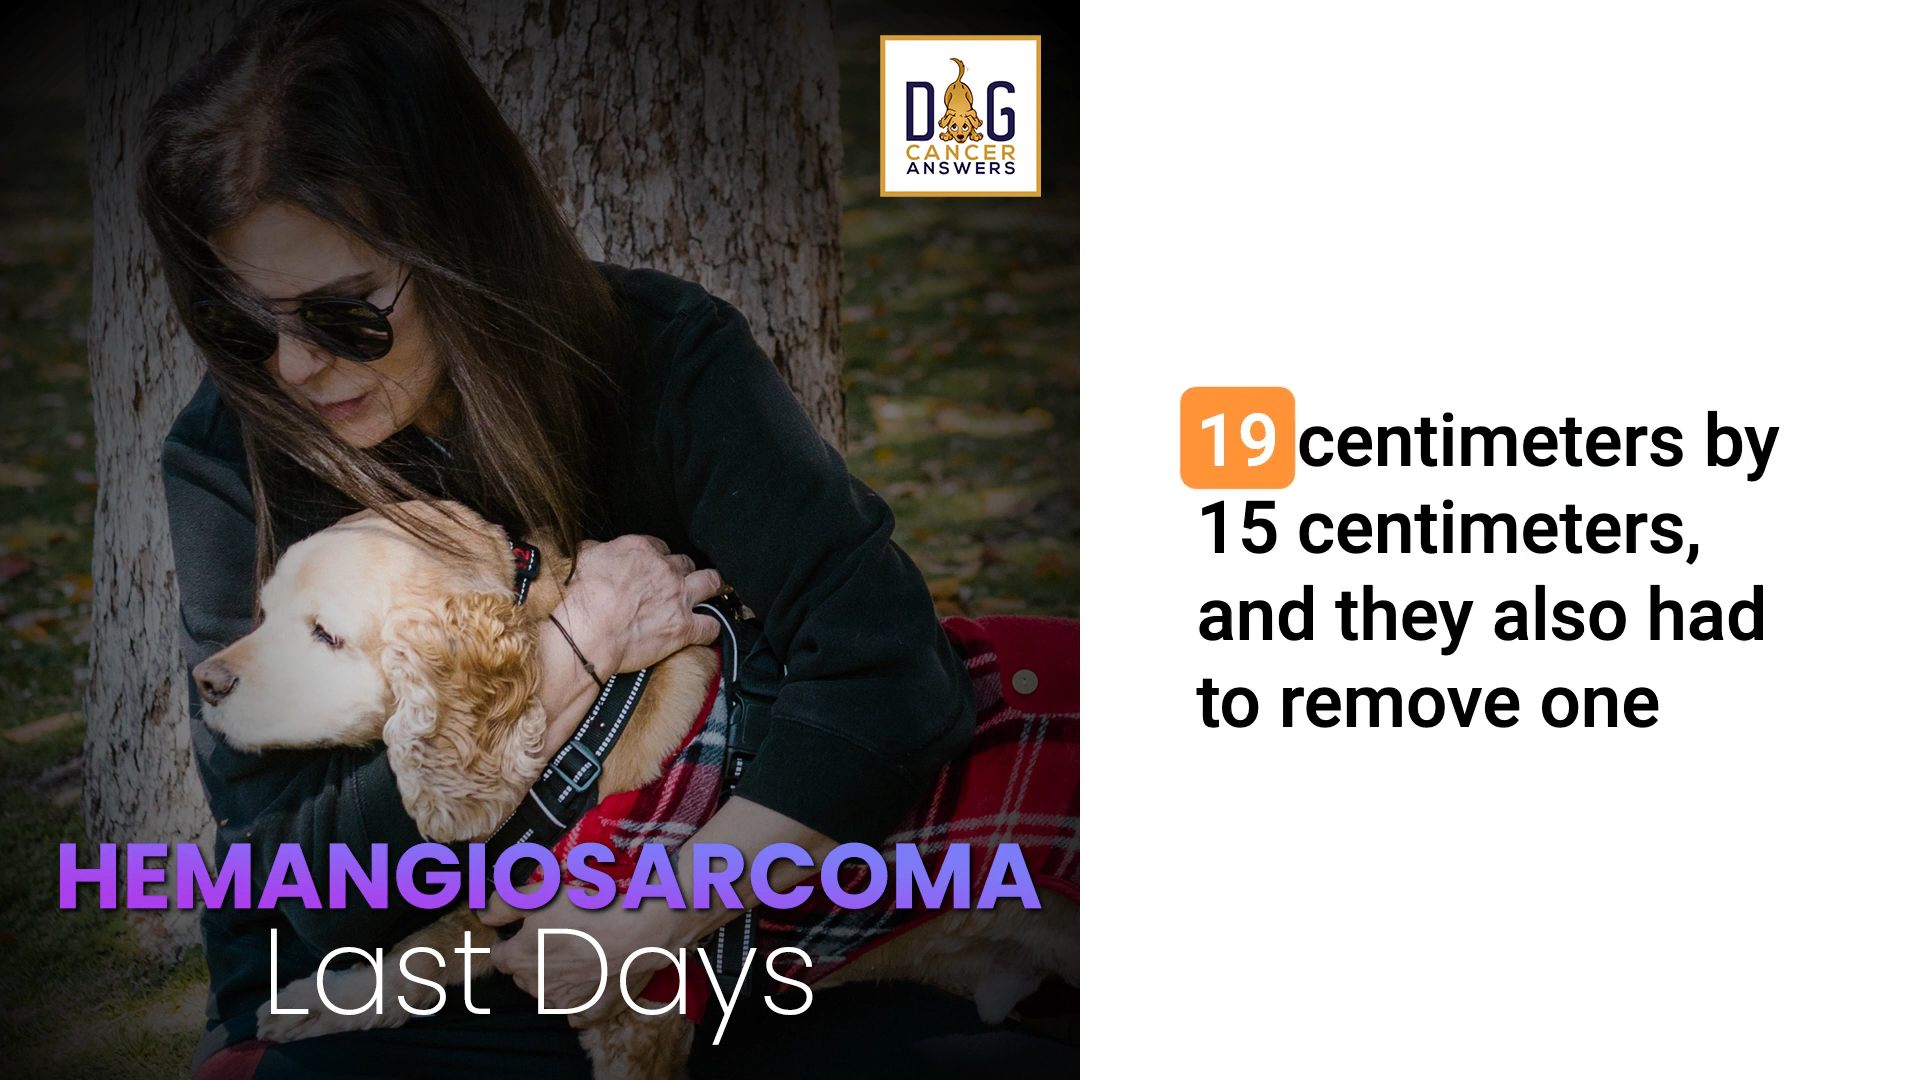 DOG
CANCER
ANSWERS
HEMANGIOSARCOMA
Last Days
19 centimeters by
15 centimeters,
and they also had
to remove one